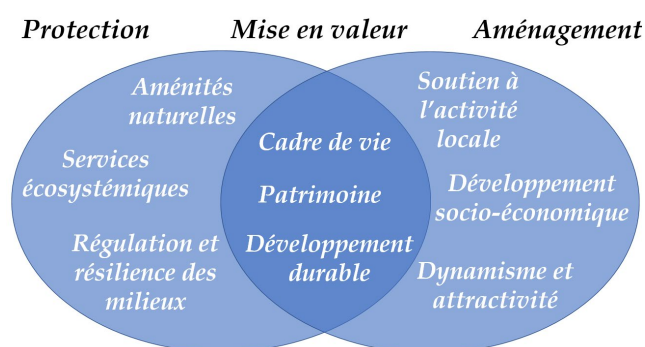 Protection
Mise en valeur
Aménagement
Aménités
naturelles
Services
écosystémiques
Régulation et
résilience des
milieux
Cadre de vie
Patrimoine
Développement
durable
Soutien à
l'activité
locale
Développement
socio-économique
Dynamisme et
attractivité